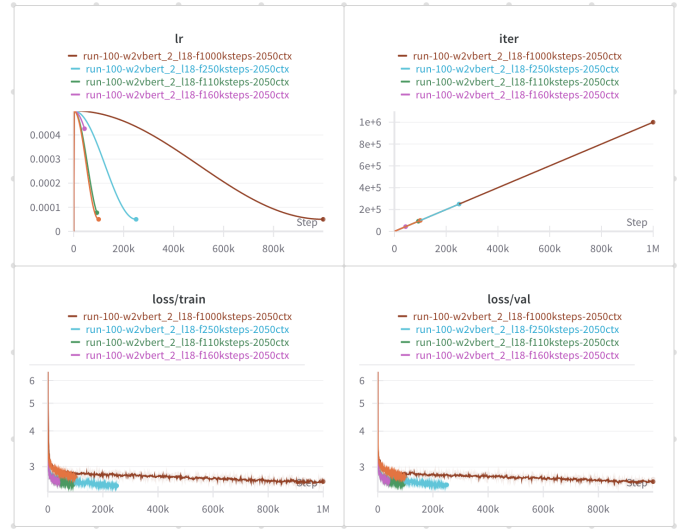 lr
run-100-w2vbert_2_l18-f1000ksteps-2050ctx
run-100-w2vbert_2_l18-f250ksteps-2050ctx
run-100-w2vbert_2_l18-f110ksteps-2050ctx
run-100-w2vbert_2_l18-f160ksteps-2050ctx
0.0004
0.0003
0.0002
0.0001
0
Step
200k
400k
600k
800k
iter
run-100-w2vbert_2_l18-f1000ksteps-2050ctx
run-100-w2vbert_2_l18-f250ksteps-2050ctx
run-100-w2vbert_2_l18-f110ksteps-2050ctx
run-100-w2vbert_2_l18-f160ksteps-2050ctx
1e+6
8e+5
6e+5
4e+5
2e+5
0
Step
0
200k
400k
600k
800k
1M
loss/train
run-100-w2vbert_2_l18-f1000ksteps-2050ctx
run-100-w2vbert_2_l18-f250ksteps-2050ctx
run-100-w2vbert_2_l18-f110ksteps-2050ctx
run-100-w2vbert_2_l18-f160ksteps-2050ctx
6
5
4
3
Step
0
200k
400k
600k
800k
1M
loss/val
run-100-w2vbert_2_l18-f1000ksteps-2050ctx
run-100-w2vbert_2_l18-f250ksteps-2050ctx
run-100-w2vbert_2_l18-f110ksteps-2050ctx
run-100-w2vbert_2_l18-f160ksteps-2050ctx
6
5
4
3
Step
0
200k
400k
600k
800k